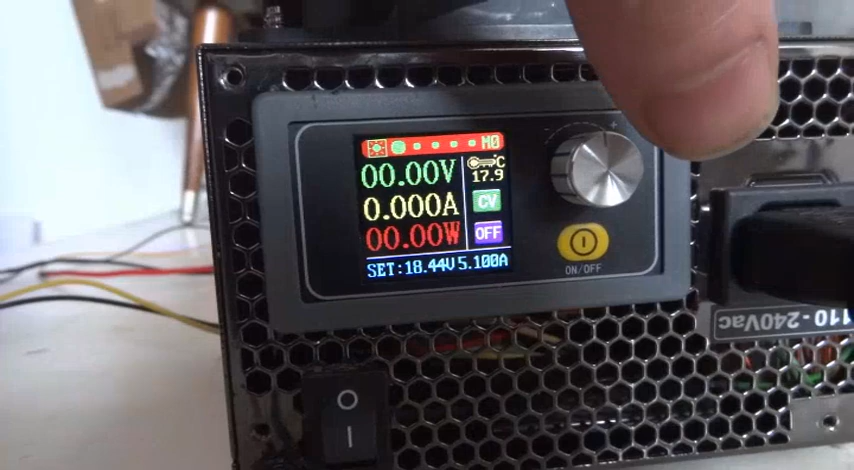 M0
00.00V
°C
17.9
0.000A
CV
00.00W
OFF
SET:18.44V 5.100A
ON/OFF
110-240Vac